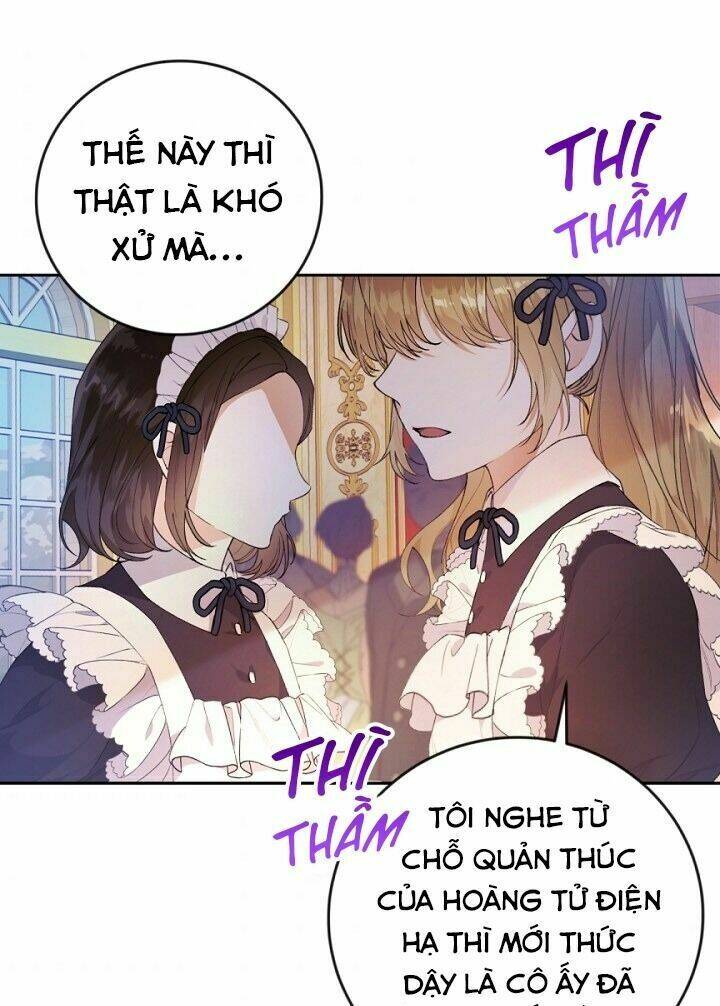 THẾ NÀY THÌ
THẬT LÀ KHÓ
XỬ MÀ...
THÌ
THẦM
THÌ
THẦM
TÔI NGHE TỪ
CHỖ QUẢN THÚC
CỦA HOÀNG TỬ ĐIỆN
HẠ THÌ MỚI THỨC
DẬY LÀ CÔ ẤY ĐÃ